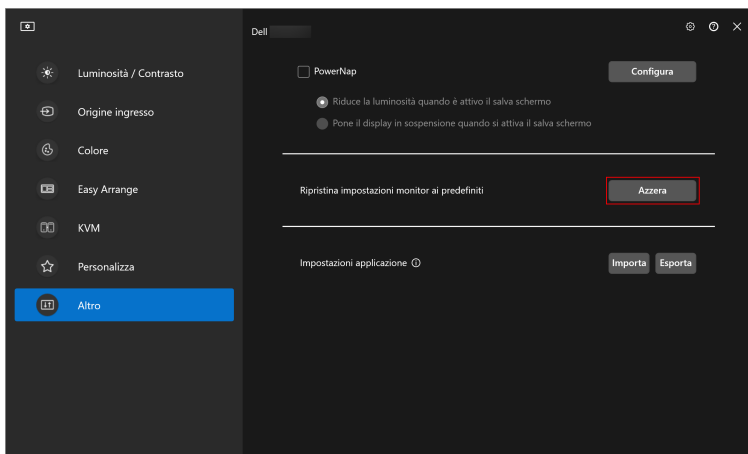 Dell
Luminosità / Contrasto
Origine ingresso
Colore
Easy Arrange
KVM
Personalizza
Altro
PowerNap
Configura
Riduce la luminosità quando è attivo il salva schermo
Pone il display in sospensione quando si attiva il salva schermo
Ripristina impostazioni monitor ai predefiniti
Azzera
Impostazioni applicazione
Importa
Esporta